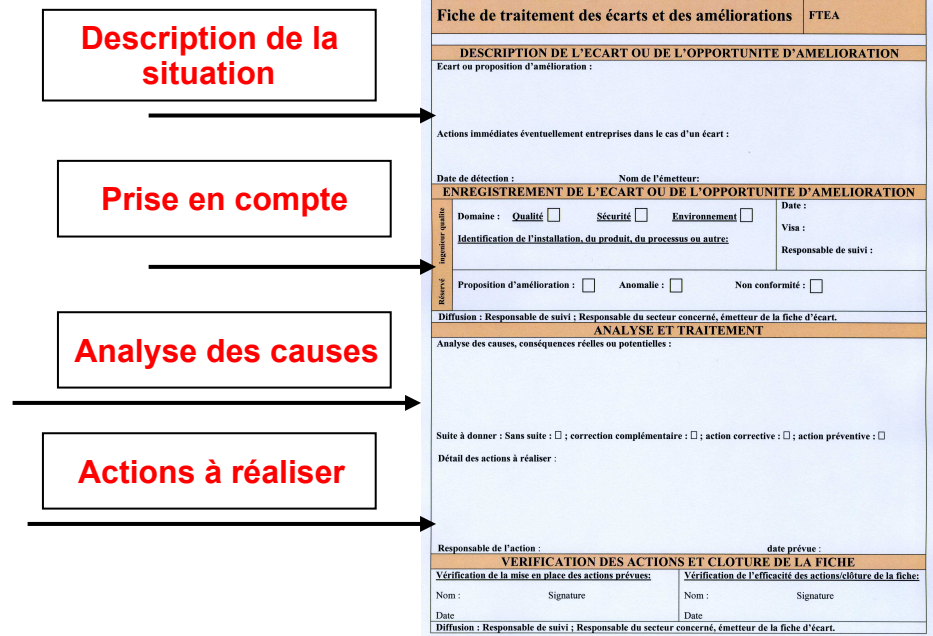 Description de la
situation
Prise en compte
Analyse des causes
Actions à réaliser
Fiche de traitement des écarts et des améliorations FTEA
DESCRIPTION DE L'ECART OU DE L'OPPORTUNITE D'AMELIORATION
Ecart ou proposition d'amélioration :
Actions immédiates éventuellement entreprises dans le cas d'un écart :
Date de détection : Nom de l'émetteur:
ENREGISTREMENT DE L'ECART OU DE L'OPPORTUNITE D'AMELIORATION
Réservé ingenieur qualite
Domaine : Qualité Sécurité Environnement
Identification de l'installation, du produit, du processus ou autre:
Date :
Visa :
Responsable de suivi :
Proposition d'amélioration : Anomalie : Non conformité :
Diffusion : Responsable de suivi ; Responsable du secteur concerné, émetteur de la fiche d'écart.
ANALYSE ET TRAITEMENT
Analyse des causes, conséquences réelles ou potentielles :
Suite à donner : Sans suite : ☐ ; correction complémentaire : ☐ ; action corrective : ☐ ; action préventive : ☐
Détail des actions à réaliser :
Responsable de l'action : date prévue :
VERIFICATION DES ACTIONS ET CLOTURE DE LA FICHE
Vérification de la mise en place des actions prévues: Vérification de l'efficacité des actions/clôture de la fiche:
Nom : Signature Nom : Signature
Date Date
Diffusion : Responsable de suivi ; Responsable du secteur concerné, émetteur de la fiche d'écart.